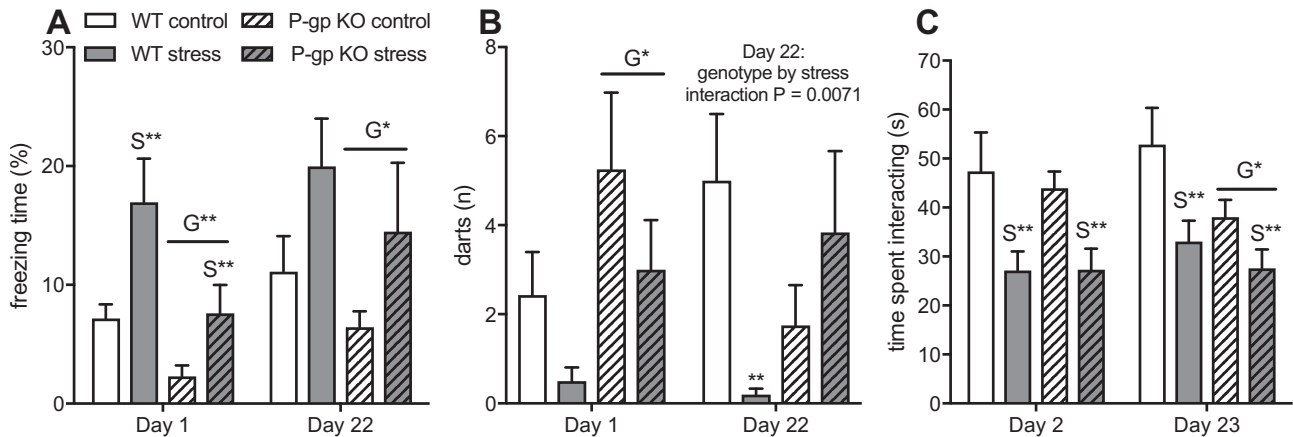 A
WT control
P-gp KO control
WT stress
P-gp KO stress
30
20
10
0
freezing time (%)
S**
G**
S**
G*
Day 1
Day 22
B
8
6
4
2
0
darts (n)
G*
Day 22:
genotype by stress
interaction P = 0.0071
**
Day 1
Day 22
C
70
60
50
40
30
20
10
0
time spent interacting (s)
S**
S**
S**
G*
S**
Day 2
Day 23